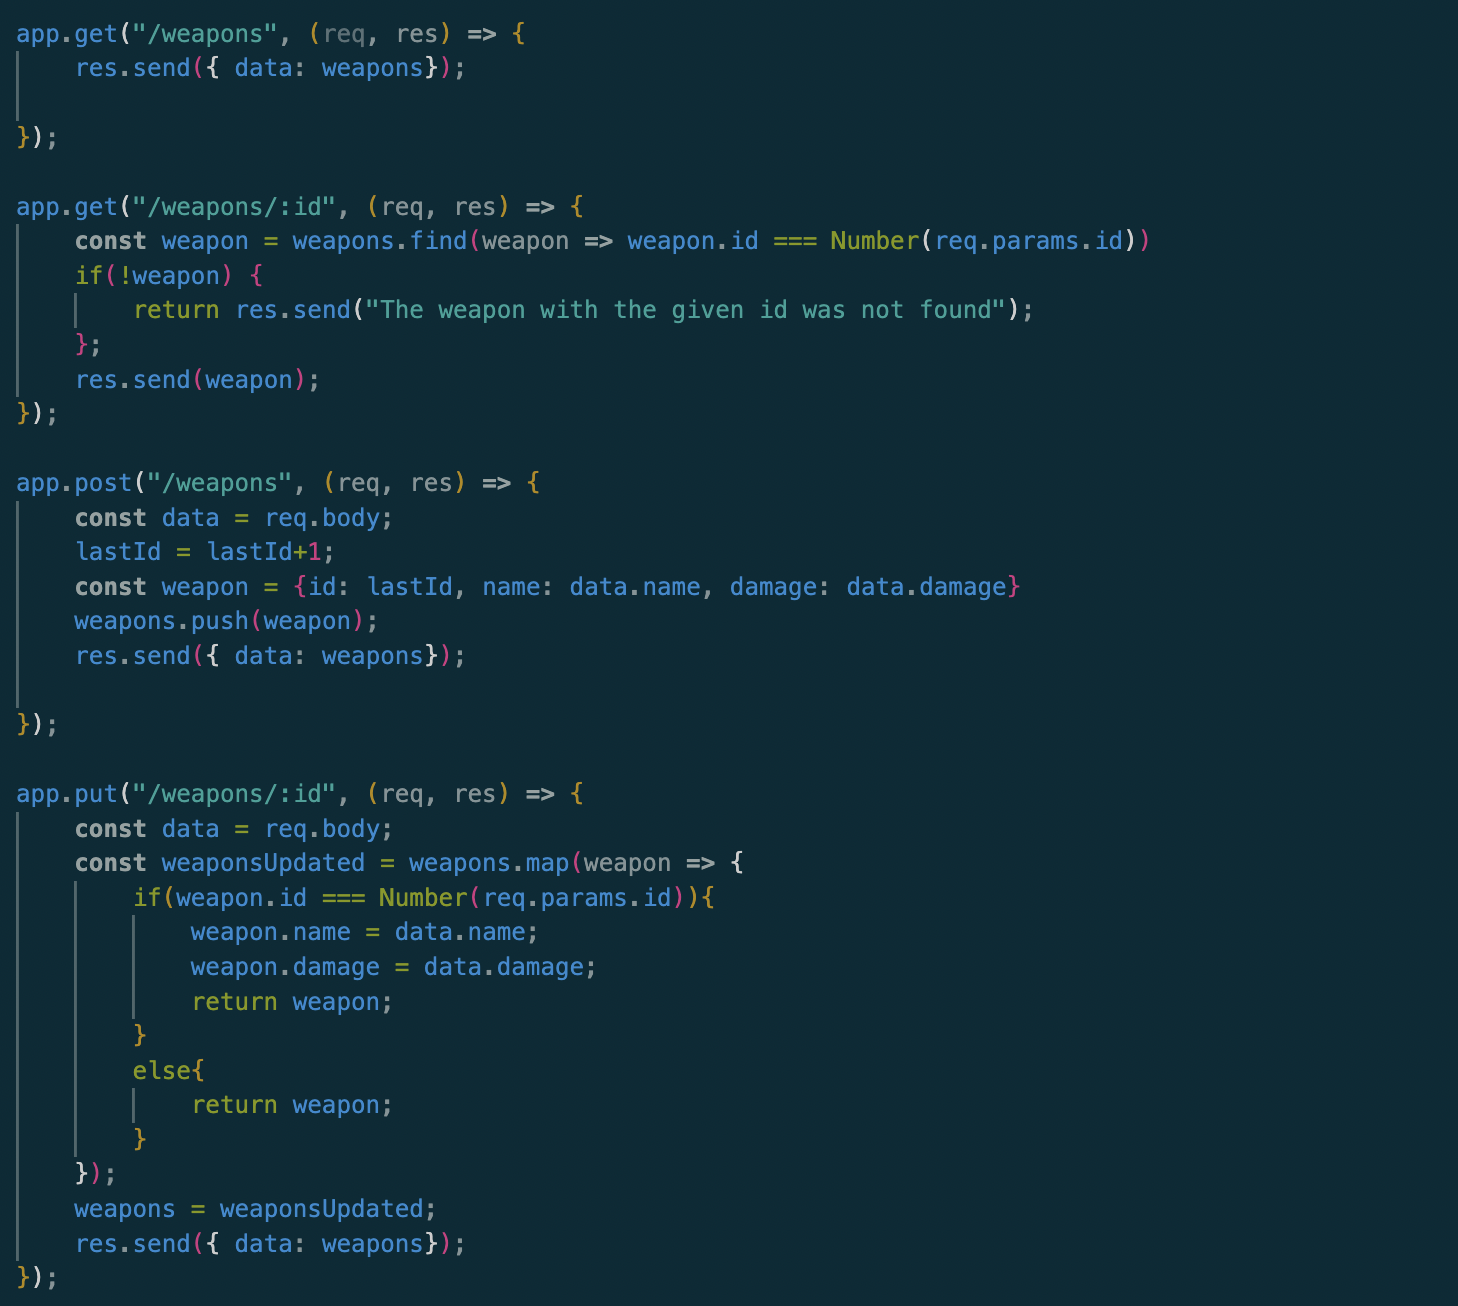 app.get("/weapons", (req, res) => {
    res.send({ data: weapons});

});

app.get("/weapons/:id", (req, res) => {
    const weapon = weapons.find(weapon => weapon.id === Number(req.params.id))
    if(!weapon) {
        return res.send("The weapon with the given id was not found");
    };
    res.send(weapon);
});

app.post("/weapons", (req, res) => {
    const data = req.body;
    lastId = lastId+1;
    const weapon = {id: lastId, name: data.name, damage: data.damage}
    weapons.push(weapon);
    res.send({ data: weapons});

});

app.put("/weapons/:id", (req, res) => {
    const data = req.body;
    const weaponsUpdated = weapons.map(weapon => {
        if(weapon.id === Number(req.params.id)){
            weapon.name = data.name;
            weapon.damage = data.damage;
            return weapon;
        }
        else{
            return weapon;
        }
    });
    weapons = weaponsUpdated;
    res.send({ data: weapons});
});